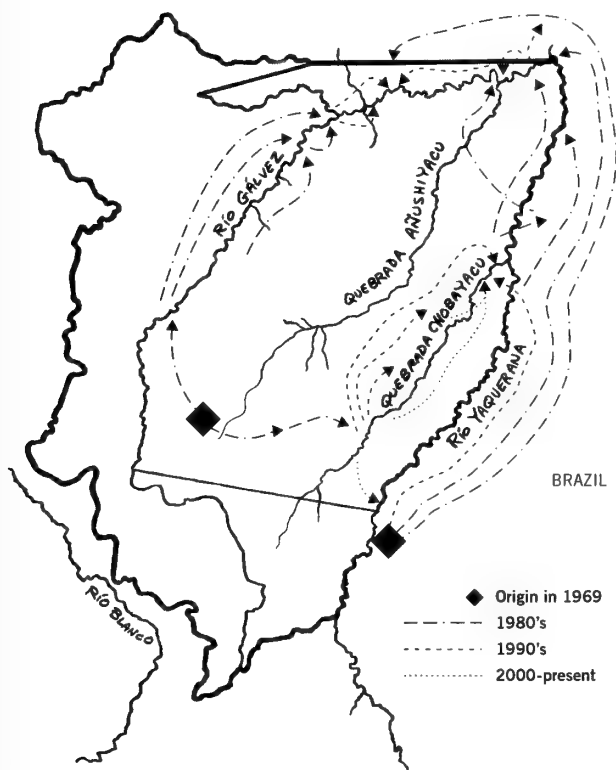 RÍO GÁLVEZ
QUEBRADA AÑUSHIYACU
QUEBRADA CHOBAYACU
RÍO YAQUERANA
BRAZIL
RÍO BLANCO
Origin in 1969
1980's
1990's
2000-present